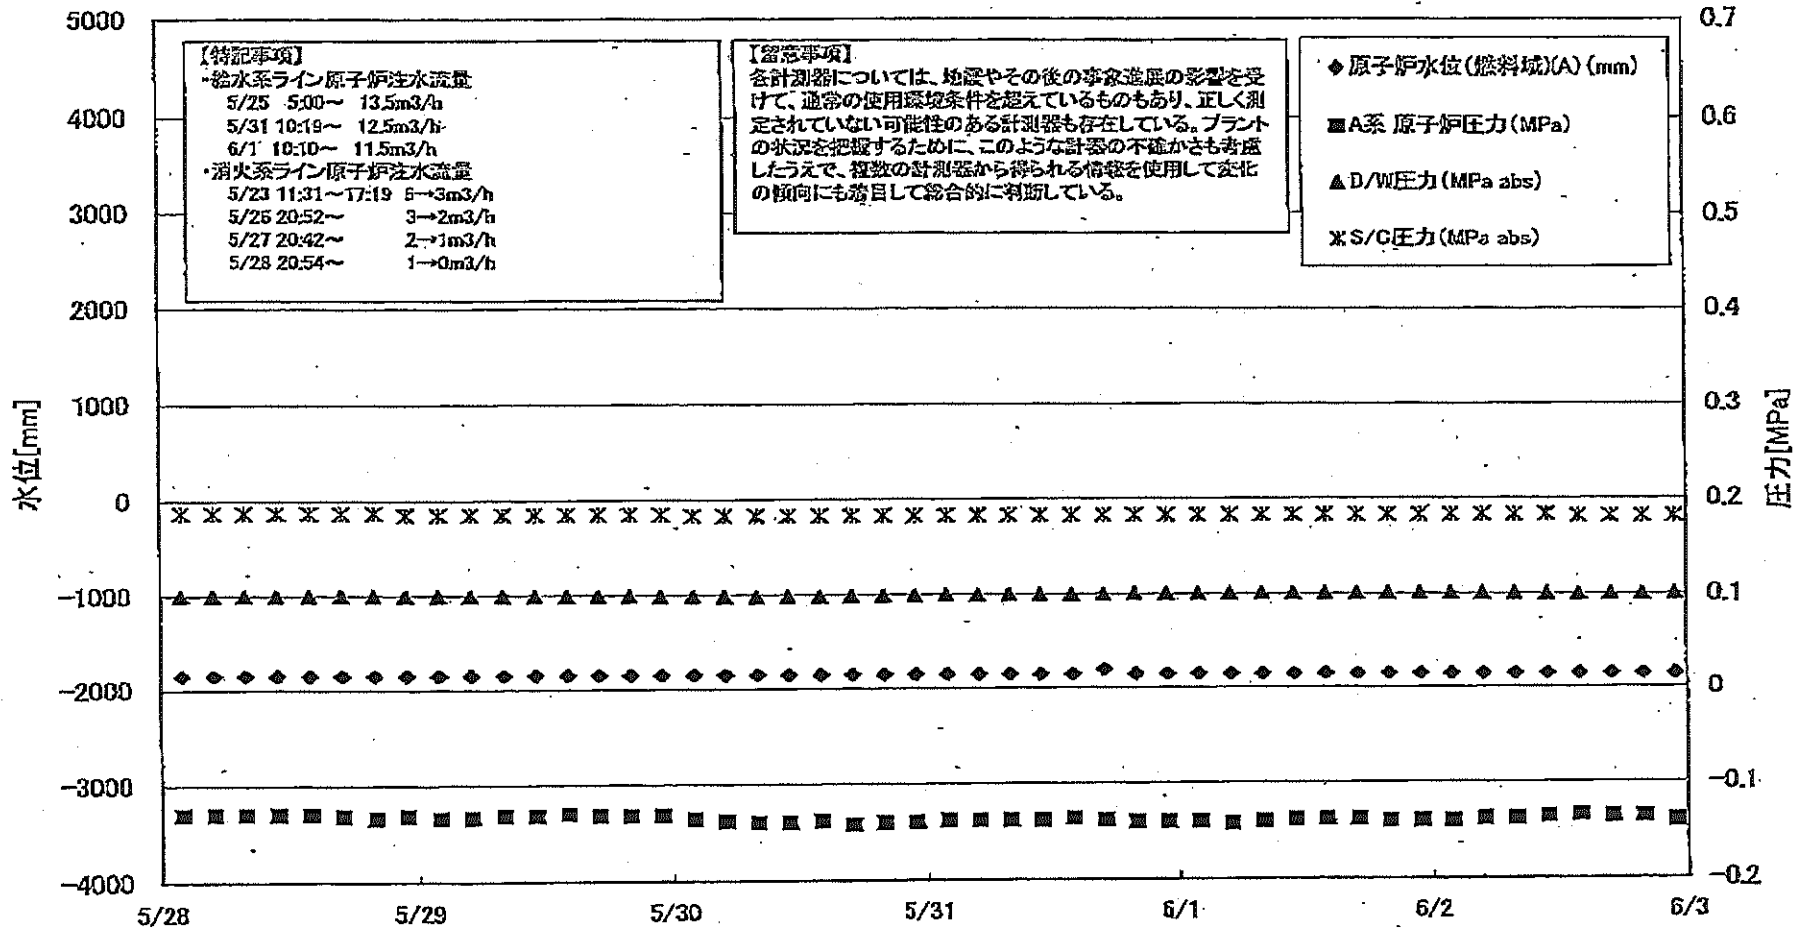 【特記事項】
・給水系ライン原子炉注水流量
5/25 5:00～ 13.5m3/h
5/31 10:19～ 12.5m3/h
6/1 10:10～ 11.5m3/h
・消火系ライン原子炉注水流量
5/23 11:31～17:19 6→3m3/h
5/26 20:52～ 3→2m3/h
5/27 20:42～ 2→1m3/h
5/28 20:54～ 1→0m3/h
【留意事項】
各計測器については、地震やその後の事象進展の影響を受
けて、通常の使用環境条件を超えているものもあり、正しく測
定されていない可能性のある計測器も存在している。プラント
の状況を把握するために、このような計器の不確かさも考慮
したうえで、複数の計測器から得られる情報を使用して変化
の傾向にも着目して総合的に判断している。
原子炉水位(燃料域)(A)(mm)
A系 原子炉圧力(MPa)
D/W圧力(MPa abs)
S/C圧力(MPa abs)
水位[mm]
5000
4000
3000
2000
1000
0
-1000
-2000
-3000
-4000
圧力[MPa]
0.7
0.6
0.5
0.4
0.3
0.2
0.1
0
-0.1
-0.2
5/28 5/29 5/30 5/31 6/1 6/2 6/3